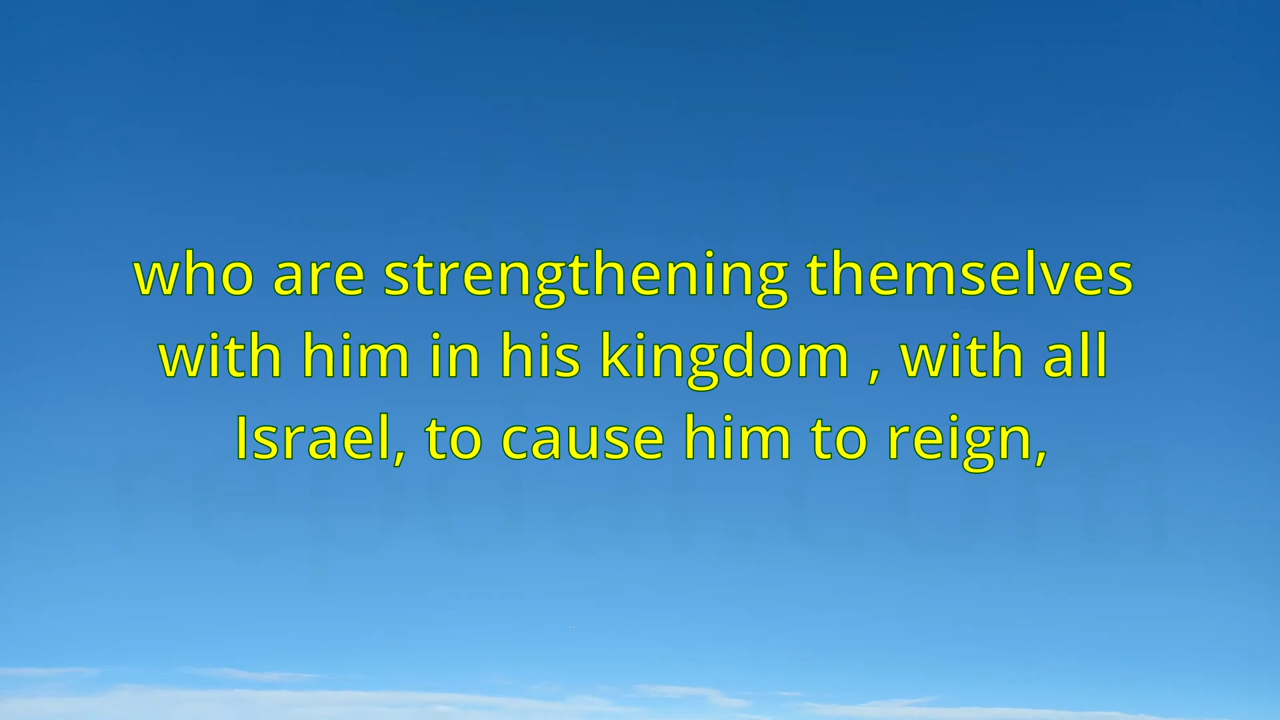 who are strengthening themselves
with him in his kingdom , with all
Israel, to cause him to reign,